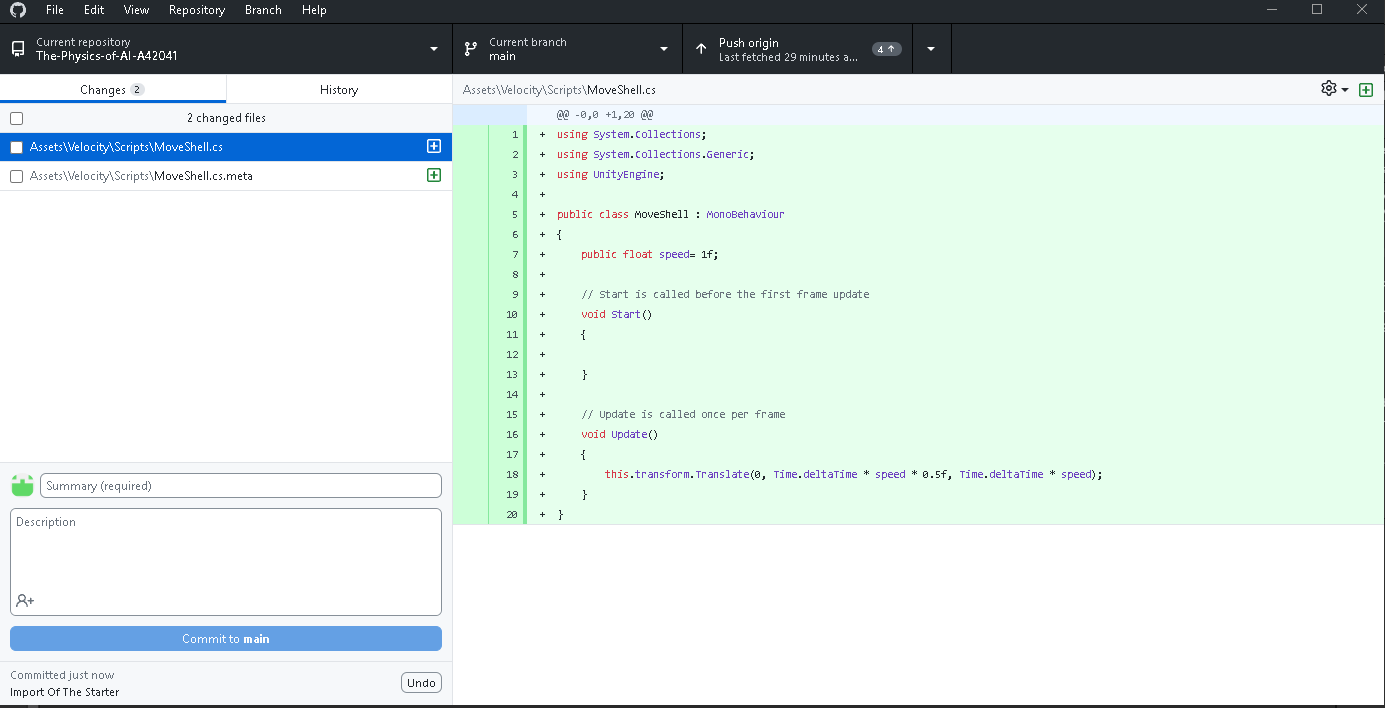 File Edit View Repository Branch Help
Current repository
The-Physics-of-AI-A42041
Current branch
main
Push origin
Last fetched 29 minutes a...
4
Changes 2
History
2 changed files
Assets\Velocity\Scripts\MoveShell.cs
Assets\Velocity\Scripts\MoveShell.cs.meta
Summary (required)
Description
Commit to main
Committed just now
Import Of The Starter
Undo
Assets\Velocity\Scripts\MoveShell.cs
@@ -0,0 +1,20 @@
1 + using System.Collections;
2 + using System.Collections.Generic;
3 + using UnityEngine;
4 +
5 + public class MoveShell : MonoBehaviour
6 + {
7 + public float speed= 1f;
8 +
9 + // Start is called before the first frame update
10 + void Start()
11 + {
12 +
13 + }
14 +
15 + // Update is called once per frame
16 + void Update()
17 + {
18 + this.transform.Translate(0, Time.deltaTime * speed * 0.5f, Time.deltaTime * speed);
19 + }
20 + }